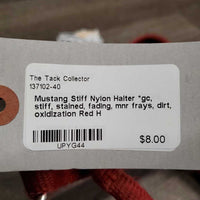 The Tack Collector
137102-40
Mustang Stiff Nylon Halter *gc,
stiff, stained, fading, mnr frays, dirt,
oxidization Red H
$8.00
UPYG44